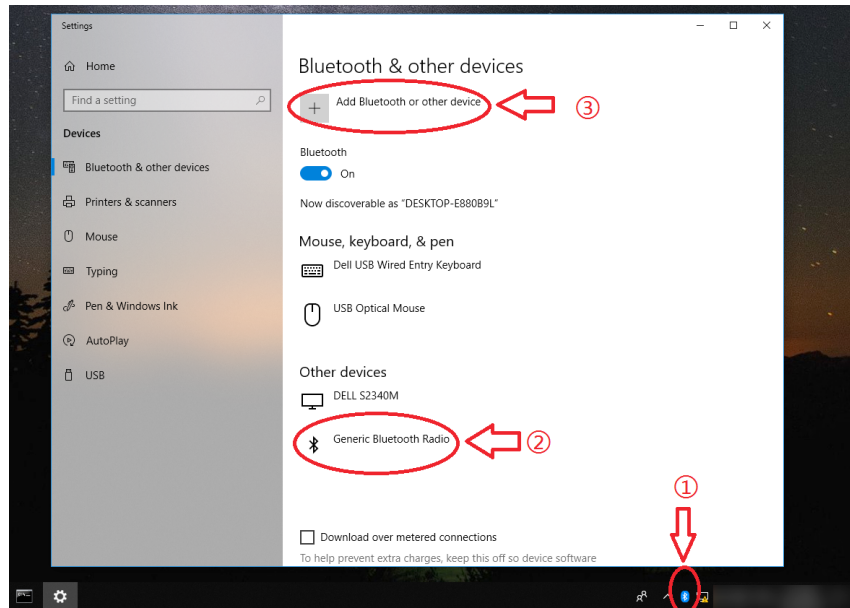 Settings
Home
Find a setting
Devices
Bluetooth & other devices
Printers & scanners
Mouse
Typing
Pen & Windows Ink
AutoPlay
USB
Bluetooth & other devices
Add Bluetooth or other device
③
Bluetooth
On
Now discoverable as "DESKTOP-E880B9L"
Mouse, keyboard, & pen
Dell USB Wired Entry Keyboard
USB Optical Mouse
Other devices
DELL S2340M
Generic Bluetooth Radio
②
①
Download over metered connections
To help prevent extra charges, keep this off so device software